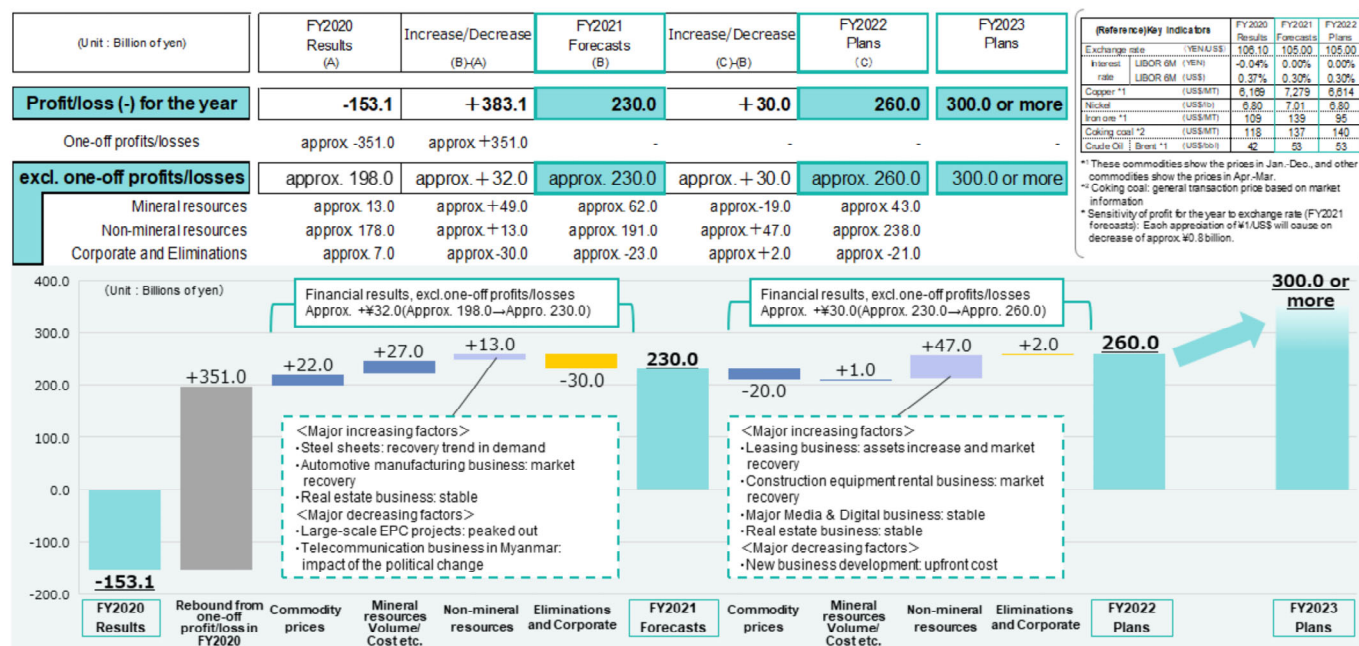 (Unit : Billion of yen)
FY2020 Results (A)
Increase/Decrease (B)-(A)
FY2021 Forecasts (B)
Increase/Decrease (C)-(B)
FY2022 Plans (C)
FY2023 Plans
Profit/loss (-) for the year -153.1 +383.1 230.0 +30.0 260.0 300.0 or more
One-off profits/losses approx. -351.0 approx.+351.0 - - - -
excl. one-off profits/losses approx. 198.0 approx.+32.0 approx. 230.0 approx.+30.0 approx. 260.0 300.0 or more
Mineral resources approx. 13.0 approx.+49.0 approx. 62.0 approx.-19.0 approx. 43.0
Non-mineral resources approx. 178.0 approx.+13.0 approx. 191.0 approx.+47.0 approx. 238.0
Corporate and Eliminations approx. 7.0 approx-30.0 approx. -23.0 approx+2.0 approx. -21.0
(Reference)Key Indicators FY2020 Results FY2021 Forecasts FY2022 Plans
Exchange rate (YEN/US$) 106.10 105.00 105.00
Interest rate LIBOR 6M (YEN) -0.04% 0.00% 0.00%
LIBOR 6M (US$) 0.37% 0.30% 0.30%
Copper *1 (US$/MT) 6,169 7,279 6,614
Nickel (US$/lb) 6.80 7.01 6.80
Iron ore *1 (US$/MT) 109 139 95
Coking coal *2 (US$/MT) 118 137 140
Crude Oil Brent *1 (US$/bbl) 42 53 53
*1 These commodities show the prices in Jan.-Dec., and other
commodities show the prices in Apr.-Mar.
*2 Coking coal: general transaction price based on market
information
* Sensitivity of profit for the year to exchange rate (FY2021
forecasts): Each appreciation of ¥1/US$ will cause on
decrease of approx. ¥0.8 billion.
(Unit : Billions of yen)
400.0
300.0
200.0
100.0
0.0
-100.0
-200.0
Financial results, excl.one-off profits/losses
Approx. +¥32.0(Approx. 198.0→Appro. 230.0)
Financial results, excl.one-off profits/losses
Approx. +¥30.0(Approx. 230.0→Appro. 260.0)
-153.1
+351.0
+22.0
+27.0
+13.0
-30.0
230.0
-20.0
+1.0
+47.0
+2.0
260.0
300.0 or
more
<Major increasing factors>
・Steel sheets: recovery trend in demand
・Automotive manufacturing business: market
recovery
・Real estate business: stable
<Major decreasing factors>
・Large-scale EPC projects: peaked out
・Telecommunication business in Myanmar:
impact of the political change
<Major increasing factors>
・Leasing business: assets increase and market
recovery
・Construction equipment rental business: market
recovery
・Major Media & Digital business: stable
・Real estate business: stable
<Major decreasing factors>
・New business development: upfront cost
FY2020
Results
Rebound from
one-off
profit/loss in
FY2020
Commodity
prices
Mineral
resources
Volume/
Cost etc.
Non-mineral
resources
Eliminations
and Corporate
FY2021
Forecasts
Commodity
prices
Mineral
resources
Volume/
Cost etc.
Non-mineral
resources
Eliminations
and Corporate
FY2022
Plans
FY2023
Plans